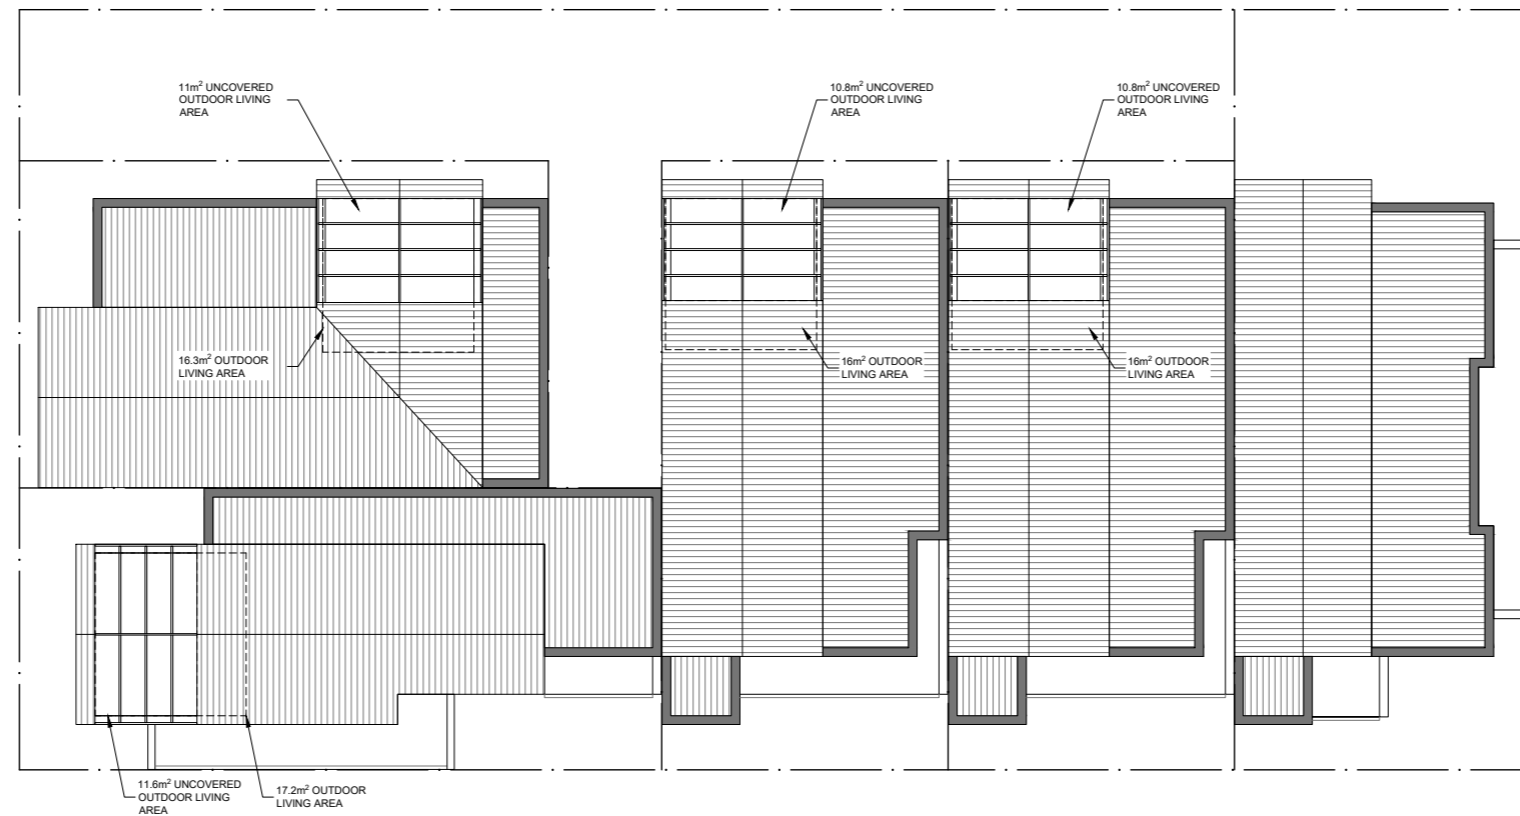 11m² UNCOVERED
OUTDOOR LIVING
AREA
10.8m² UNCOVERED
OUTDOOR LIVING
AREA
10.8m² UNCOVERED
OUTDOOR LIVING
AREA
16.3m² OUTDOOR
LIVING AREA
16m² OUTDOOR
LIVING AREA
16m² OUTDOOR
LIVING AREA
11.6m² UNCOVERED
OUTDOOR LIVING
AREA
17.2m² OUTDOOR
LIVING AREA